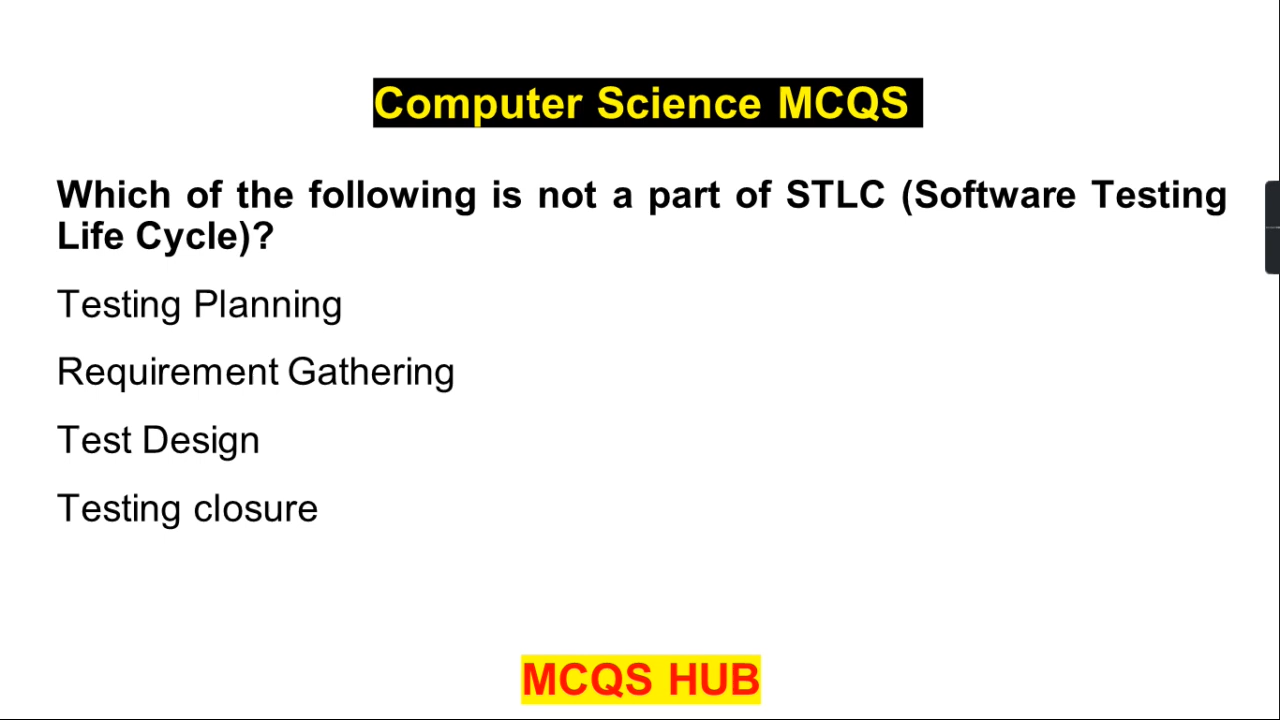 Computer Science MCQS
Which of the following is not a part of STLC (Software Testing
Life Cycle)?
Testing Planning
Requirement Gathering
Test Design
Testing closure
MCQS HUB